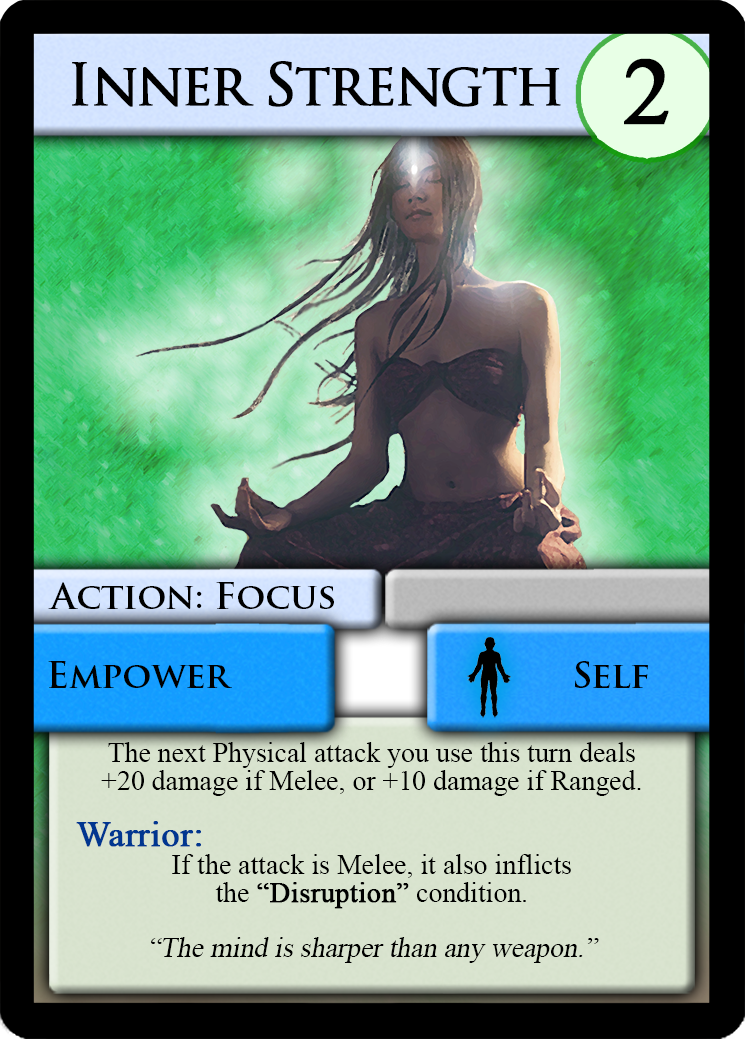 INNER STRENGTH
2
ACTION: FOCUS
EMPOWER
SELF
The next Physical attack you use this turn deals
+20 damage if Melee, or +10 damage if Ranged.
Warrior:
If the attack is Melee, it also inflicts
the “Disruption” condition.
“The mind is sharper than any weapon.”